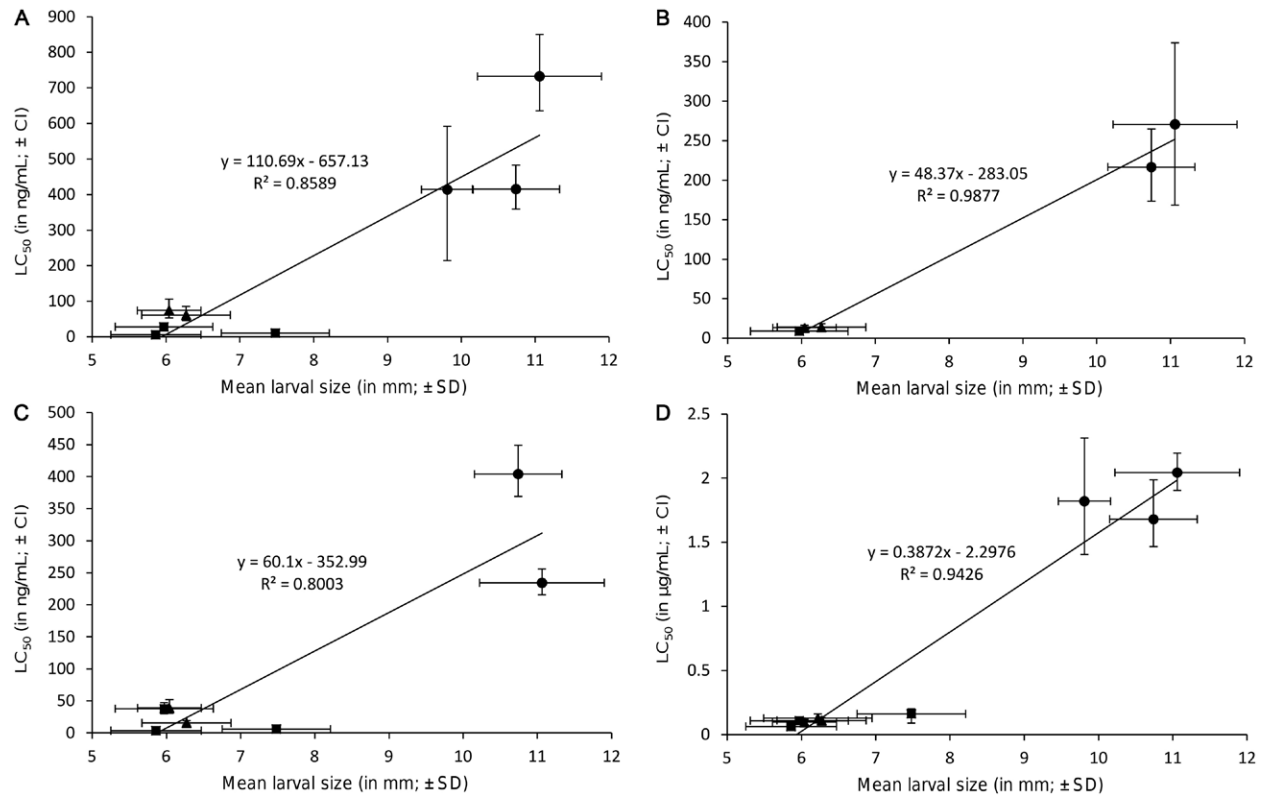 A
900
800
700
600
500
400
300
200
100
0
LC50 (in ng/mL; ± CI)
y = 110.69x - 657.13
R² = 0.8589
5 6 7 8 9 10 11 12
Mean larval size (in mm; ±SD)
B
400
350
300
250
200
150
100
50
0
LC50 (in ng/mL; ± CI)
y = 48.37x - 283.05
R² = 0.9877
5 6 7 8 9 10 11 12
Mean larval size (in mm; ±SD)
C
500
450
400
350
300
250
200
150
100
50
0
LC50 (in ng/mL; ± CI)
y = 60.1x - 352.99
R² = 0.8003
5 6 7 8 9 10 11 12
Mean larval size (in mm; ±SD)
D
2.5
2
1.5
1
0.5
0
LC50 (in µg/mL; ± CI)
y = 0.3872x - 2.2976
R² = 0.9426
5 6 7 8 9 10 11 12
Mean larval size (in mm; ±SD)